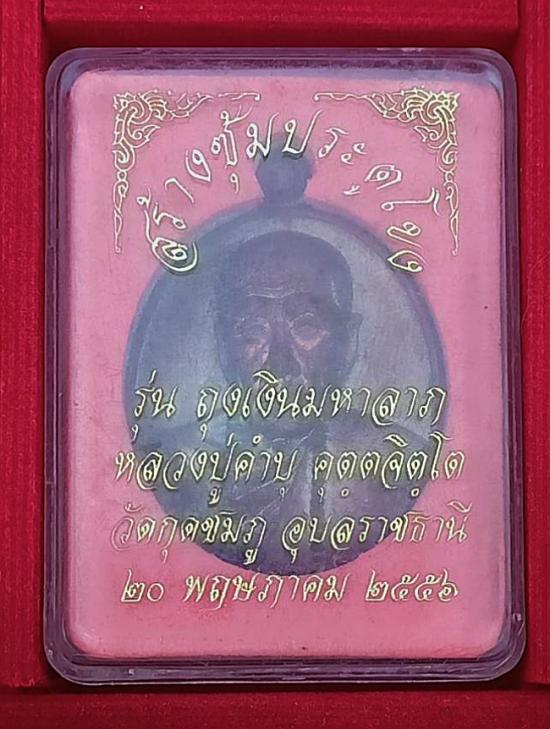 สร้างซุ้มประตูโขง
รุ่น ถุงเงินมหาลาภ
หลวงปู่คำบุ คุตฺตจิตฺโต
วัดกุดชมภู อุบลราชธานี
๒๐ พฤษภาคม ๒๕๕๖